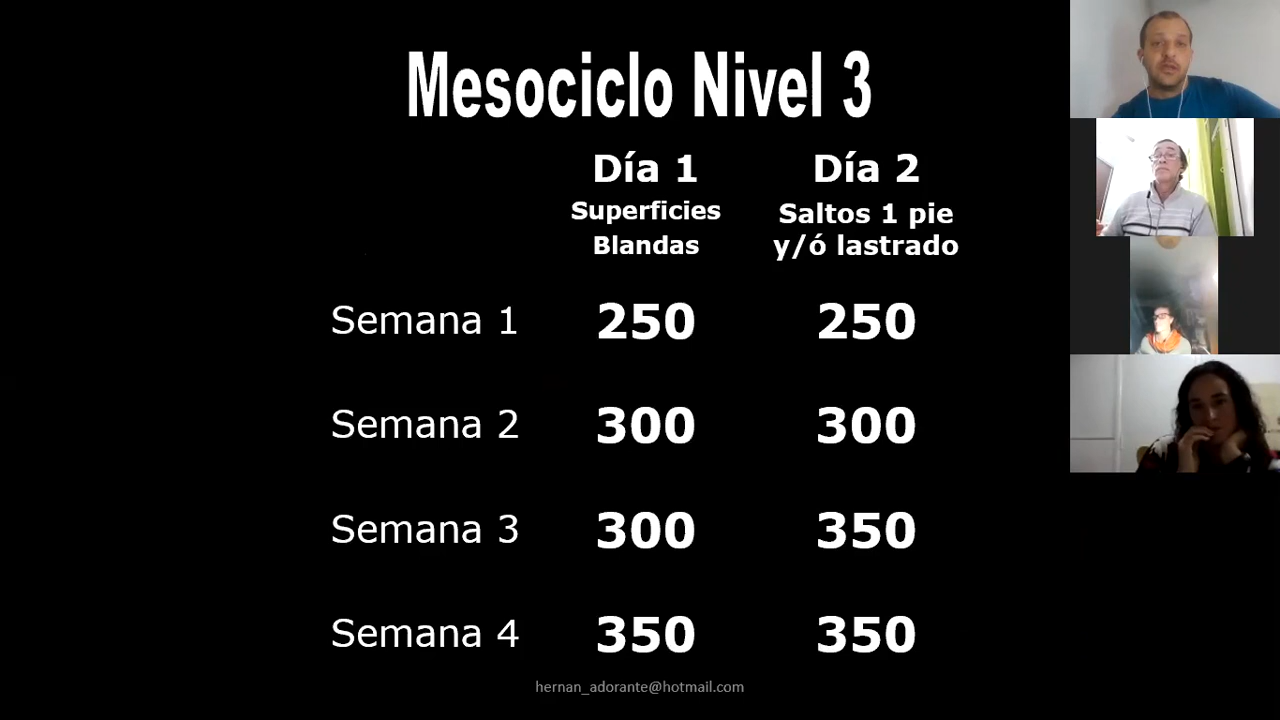 Mesociclo Nivel 3
Día 1 Día 2
Superficies Saltos 1 pie
Blandas y/ó lastrado
Semana 1 250 250
Semana 2 300 300
Semana 3 300 350
Semana 4 350 350
hernan_adorante@hotmail.com